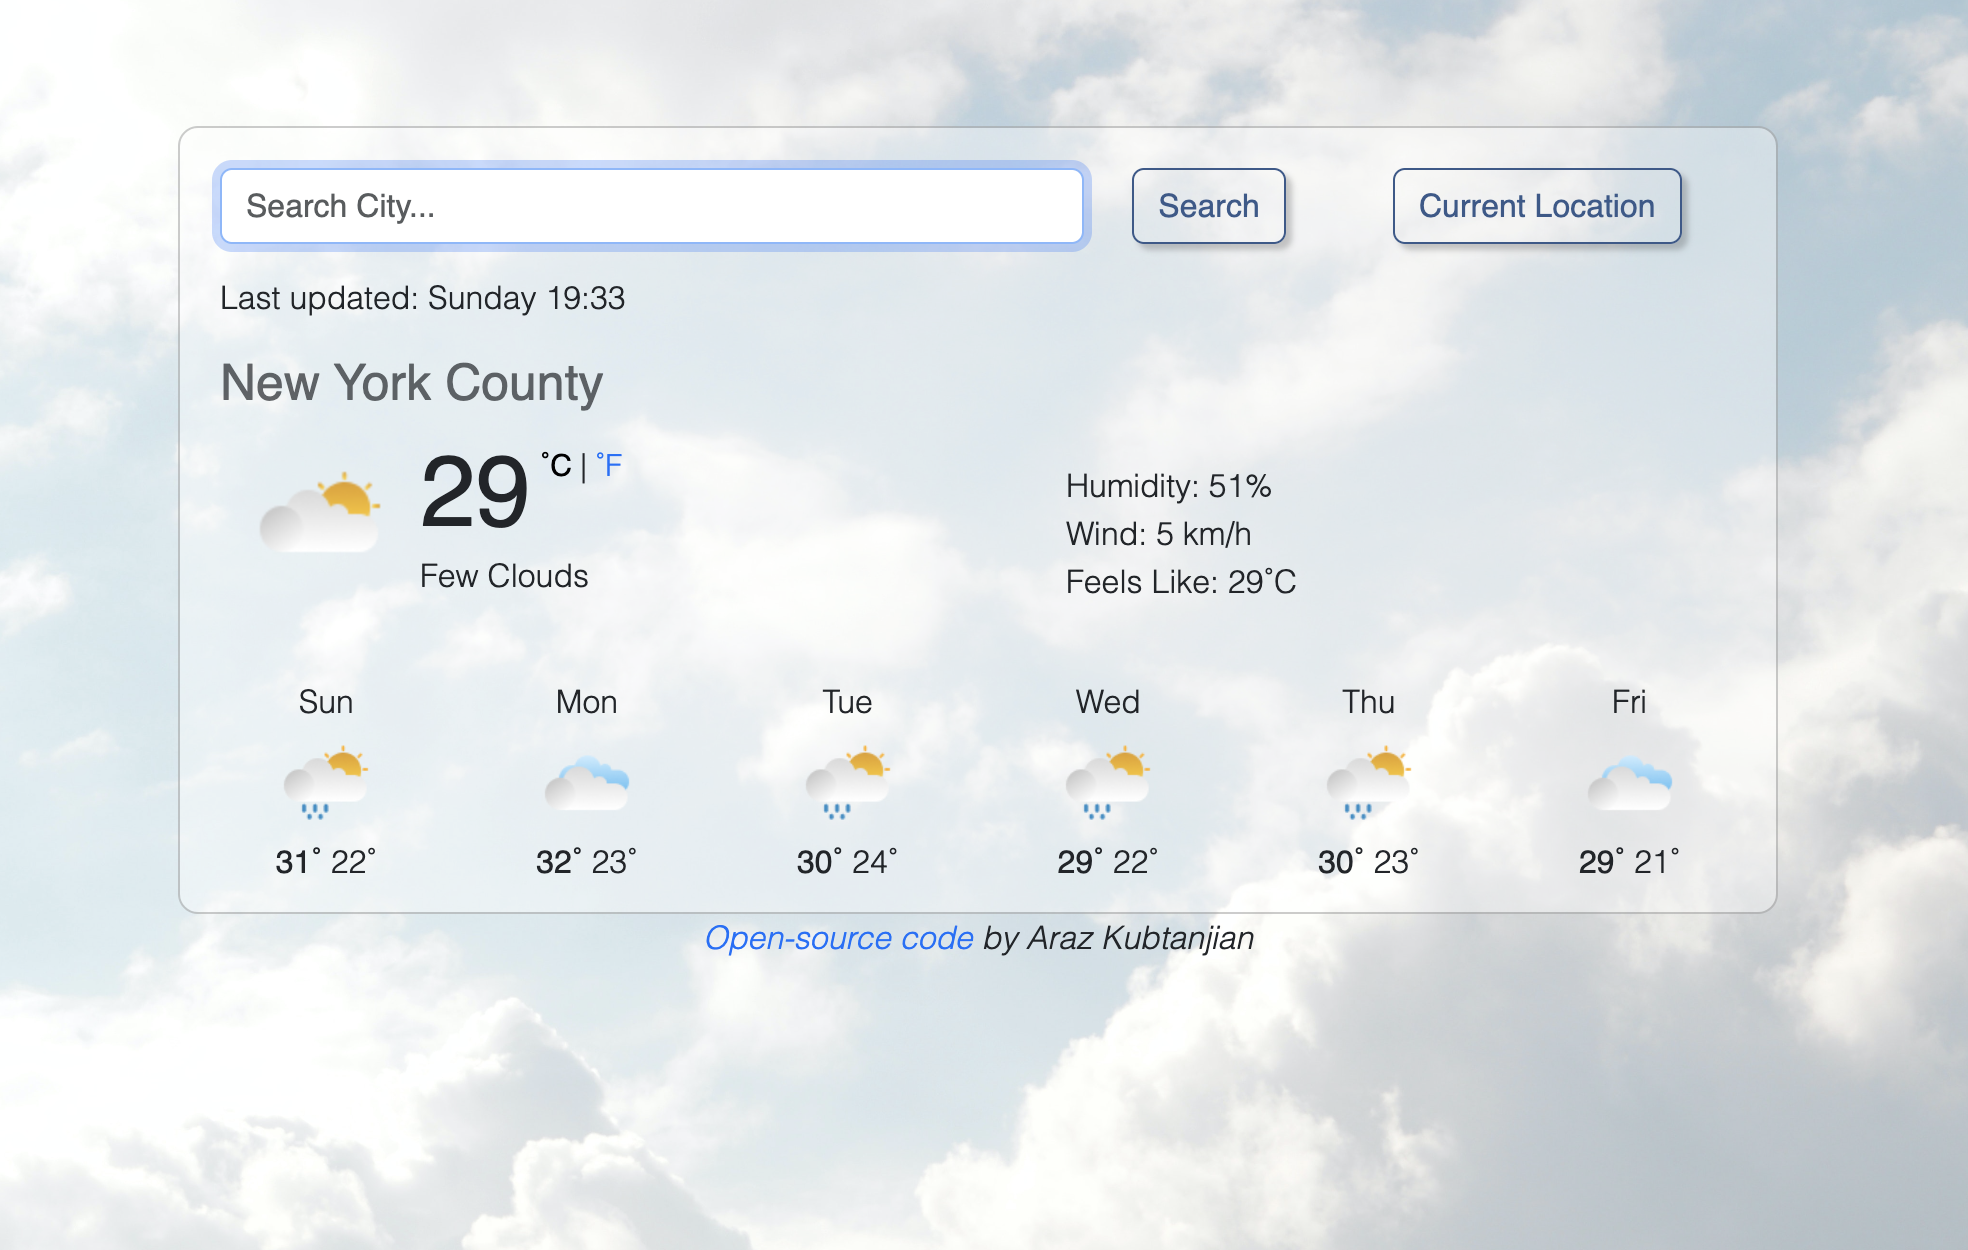 Search City...
Search
Current Location
Last updated: Sunday 19:33
New York County
29 ˚C | ˚F
Few Clouds
Humidity: 51%
Wind: 5 km/h
Feels Like: 29˚C
Sun Mon Tue Wed Thu Fri
31˚ 22˚ 32˚ 23˚ 30˚ 24˚ 29˚ 22˚ 30˚ 23˚ 29˚ 21˚
Open-source code by Araz Kubtanjian